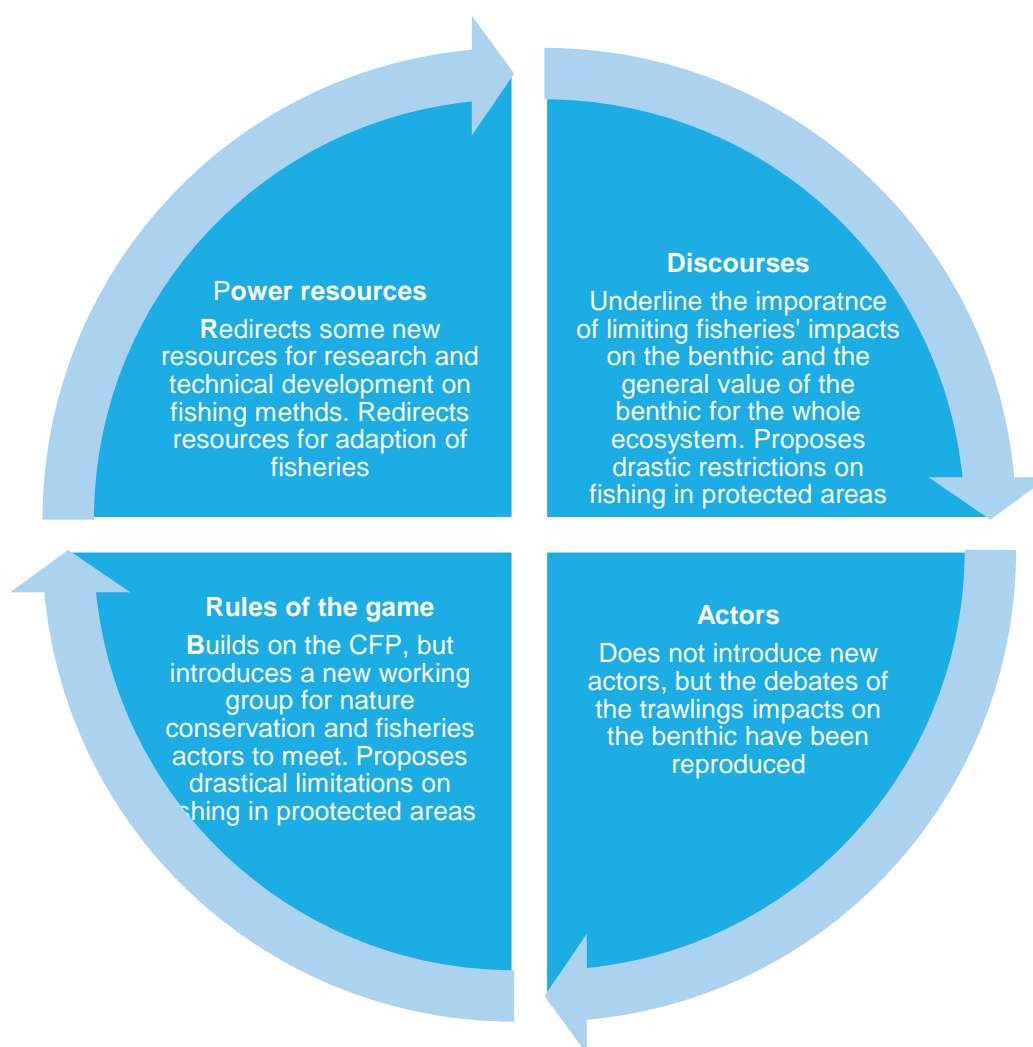 Power resources
Redirects some new
resources for research and
technical development on
fishing methds. Redirects
resources for adaption of
fisheries
Discourses
Underline the imporatnce
of limiting fisheries' impacts
on the benthic and the
general value of the
benthic for the whole
ecosystem. Proposes
drastic restrictions on
fishing in protected areas
Rules of the game
Builds on the CFP, but
introduces a new working
group for nature
conservation and fisheries
actors to meet. Proposes
drastical limitations on
shing in prootected areas
Actors
Does not introduce new
actors, but the debates of
the trawlings impacts on
the benthic have been
reproduced